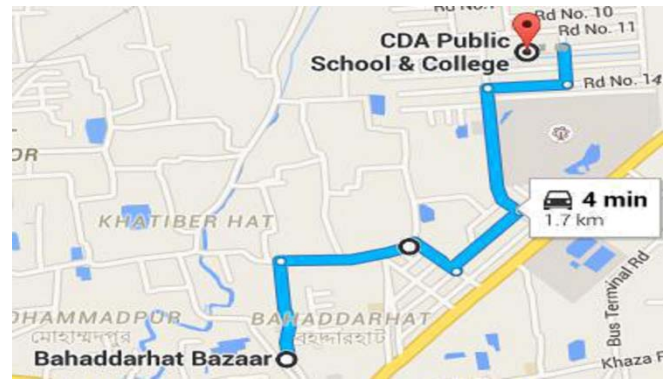 Rd No. 10
Rd No. 11
CDA Public
School & College
Rd No. 14
OR
4 min
1.7 km
KHATIBER HAT
Bus Terminal Rd
OHAMMADPUR
BAHADDARHAT
মোহাম্মদপুর
বহদ্দারহাট
Bahaddarhat Bazaar
Khaza R